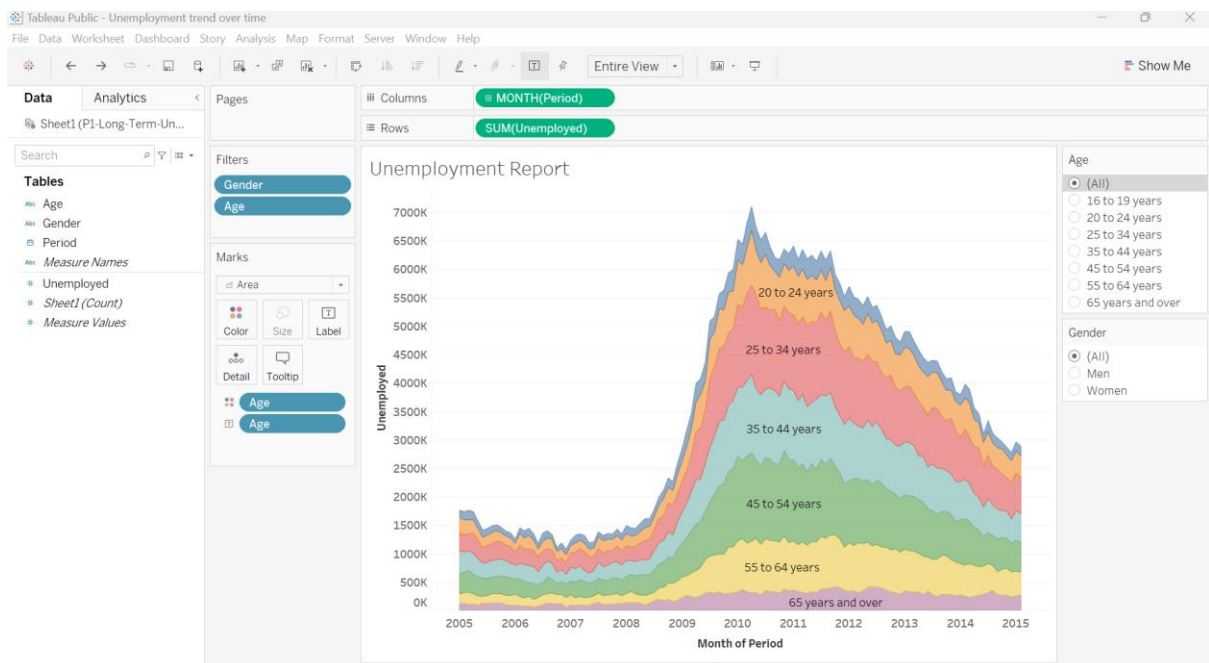 Tableau Public - Unemployment trend over time
File Data Worksheet Dashboard Story Analysis Map Format Server Window Help
Entire View
Show Me
Data Analytics
Sheet1 (P1-Long-Term-Un...
Search
Tables
Abc Age
Abc Gender
Period
Abc Measure Names
# Unemployed
# Sheet1 (Count)
# Measure Values
Pages
Filters
Gender
Age
Marks
Area
Color Size Label
Detail Tooltip
Age
Age
Columns MONTH(Period)
Rows SUM(Unemployed)
Unemployment Report
Unemployed
7000K
6500K
6000K
5500K
5000K
4500K
4000K
3500K
3000K
2500K
2000K
1500K
1000K
500K
0K
20 to 24 years
25 to 34 years
35 to 44 years
45 to 54 years
55 to 64 years
65 years and over
2005 2006 2007 2008 2009 2010 2011 2012 2013 2014 2015
Month of Period
Age
(All)
16 to 19 years
20 to 24 years
25 to 34 years
35 to 44 years
45 to 54 years
55 to 64 years
65 years and over
Gender
(All)
Men
Women